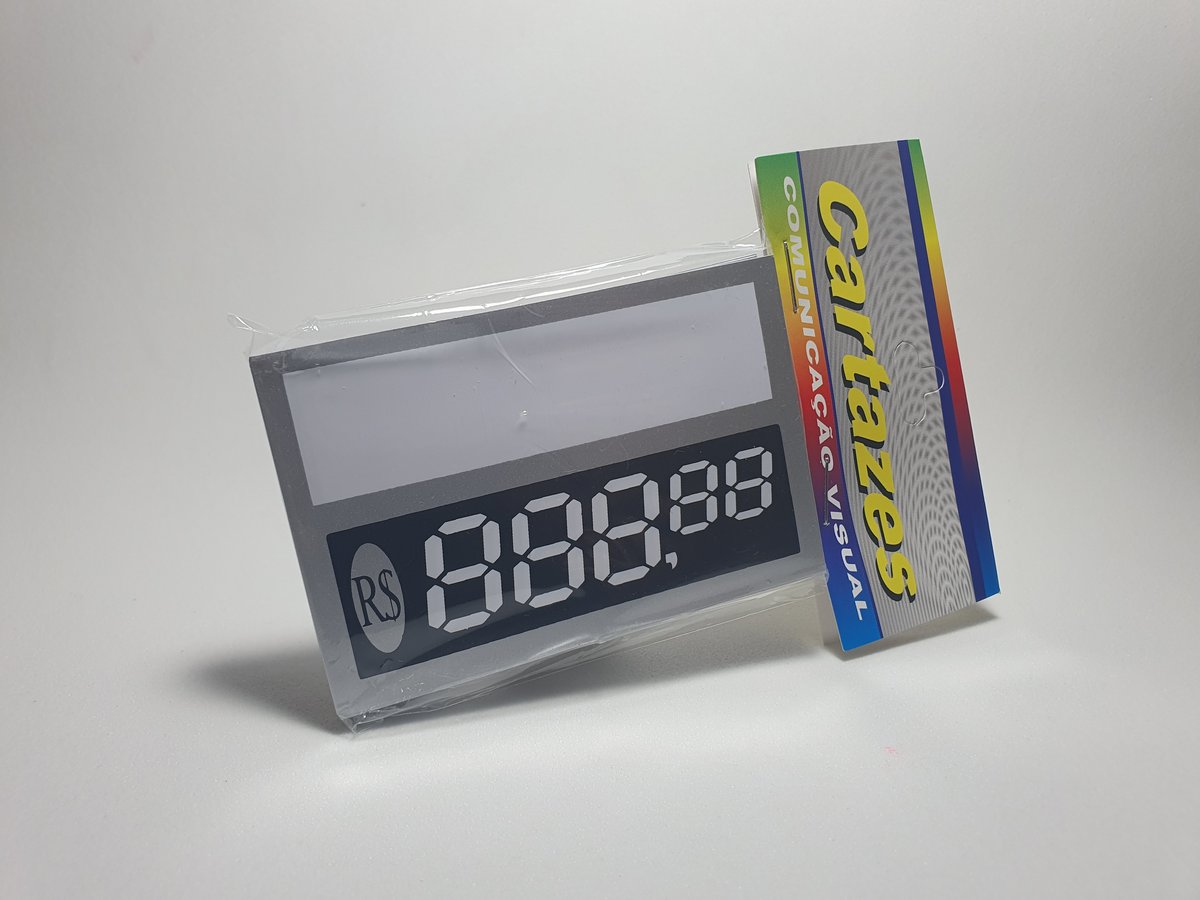 R$ 888,88
Cartazes
COMUNICAÇÃO VISUAL